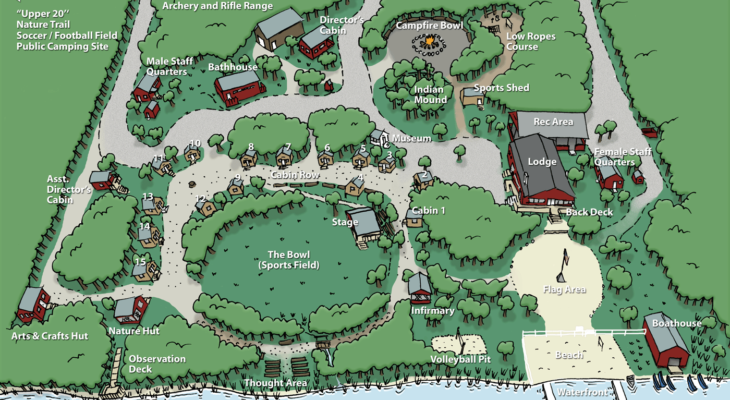 "Upper 20"
Nature Trail
Soccer / Football Field
Public Camping Site
Archery and Rifle Range
Director's
Cabin
Campfire Bowl
Low Ropes
Course
Male Staff
Quarters
Bathhouse
Indian
Mound
Sports Shed
Rec Area
Museum
Lodge
Female Staff
Quarters
11
10
8
7
6
5
3
2
Asst.
Director's
Cabin
Cabin Row
9
4
13
12
Cabin 1
Back Deck
Stage
14
The Bowl
(Sports Field)
15
Flag Area
Infirmary
Arts & Crafts Hut
Nature Hut
Boathouse
Observation
Deck
Volleyball Pit
Beach
Thought Area
Waterfront